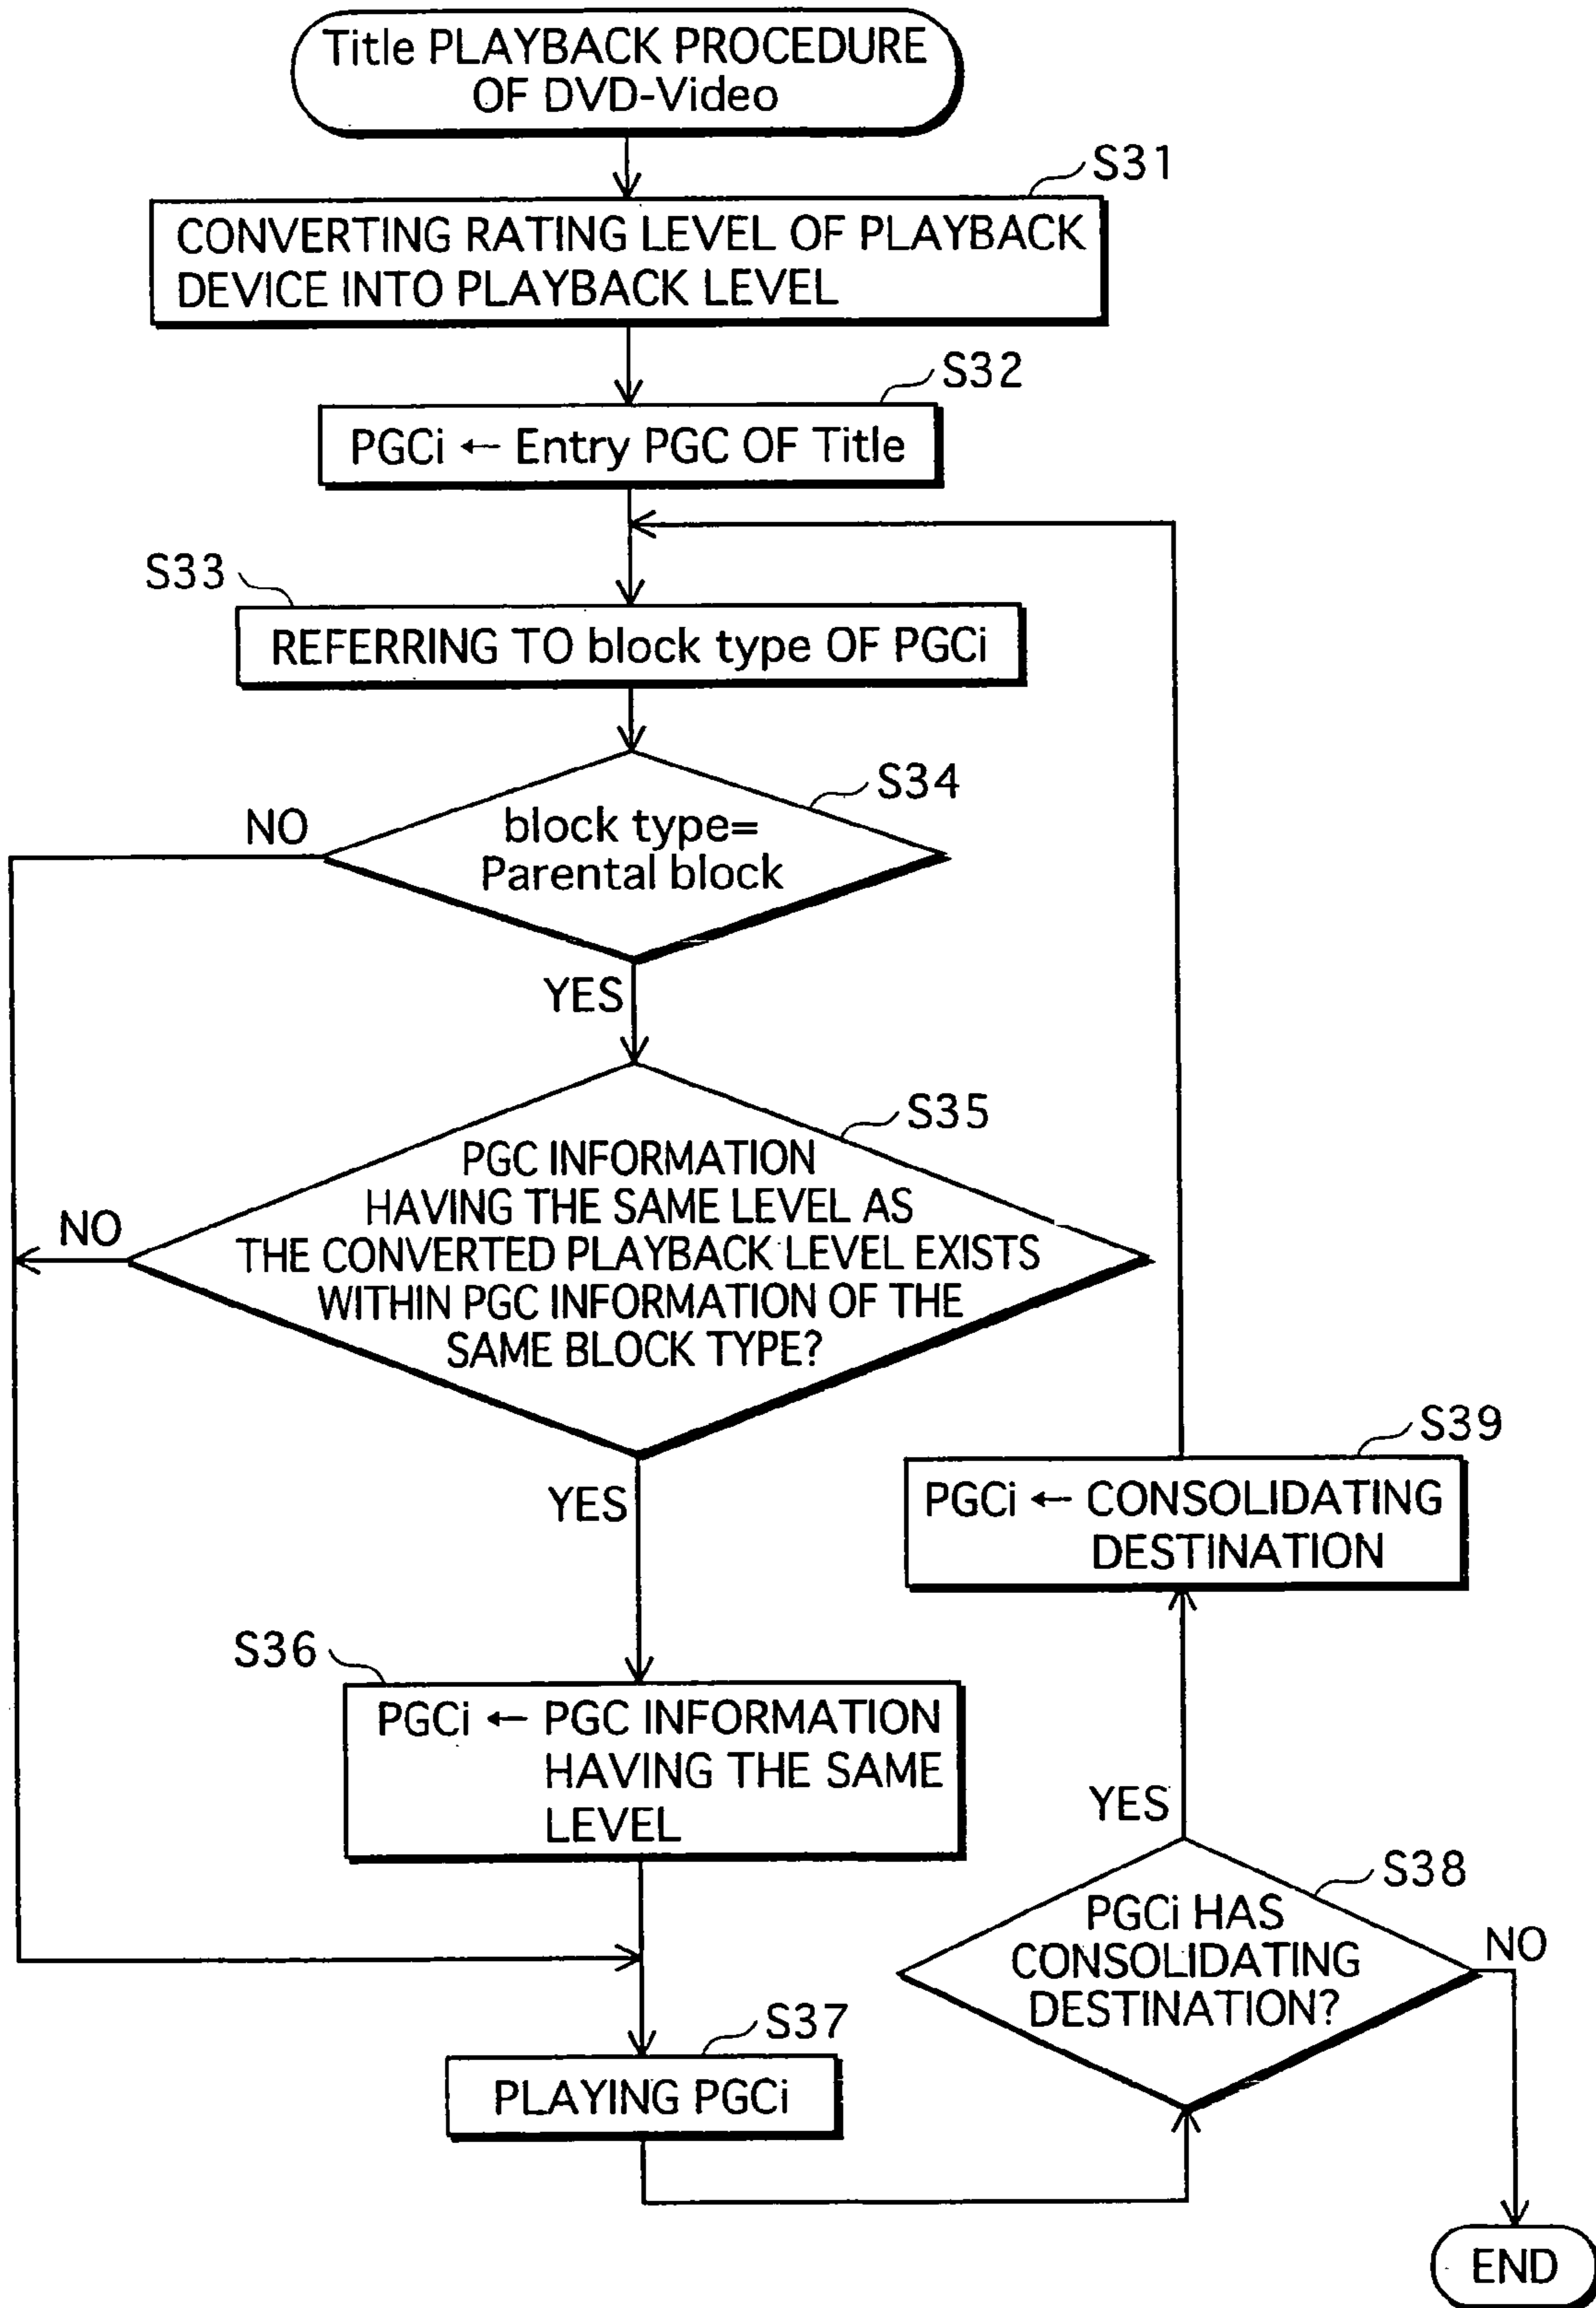 Title PLAYBACK PROCEDURE
OF DVD-Video
S31
CONVERTING RATING LEVEL OF PLAYBACK
DEVICE INTO PLAYBACK LEVEL
S32
PGCi ← Entry PGC OF Title
S33
REFERRING TO block type OF PGCi
S34
NO
block type=
Parental block
YES
S35
PGC INFORMATION
HAVING THE SAME LEVEL AS
NO
THE CONVERTED PLAYBACK LEVEL EXISTS
WITHIN PGC INFORMATION OF THE
SAME BLOCK TYPE?
YES
S39
PGCi ← CONSOLIDATING
DESTINATION
S36
PGCi ← PGC INFORMATION
HAVING THE SAME
LEVEL
YES
S38
PGCi HAS
CONSOLIDATING
DESTINATION?
NO
S37
PLAYING PGCi
END